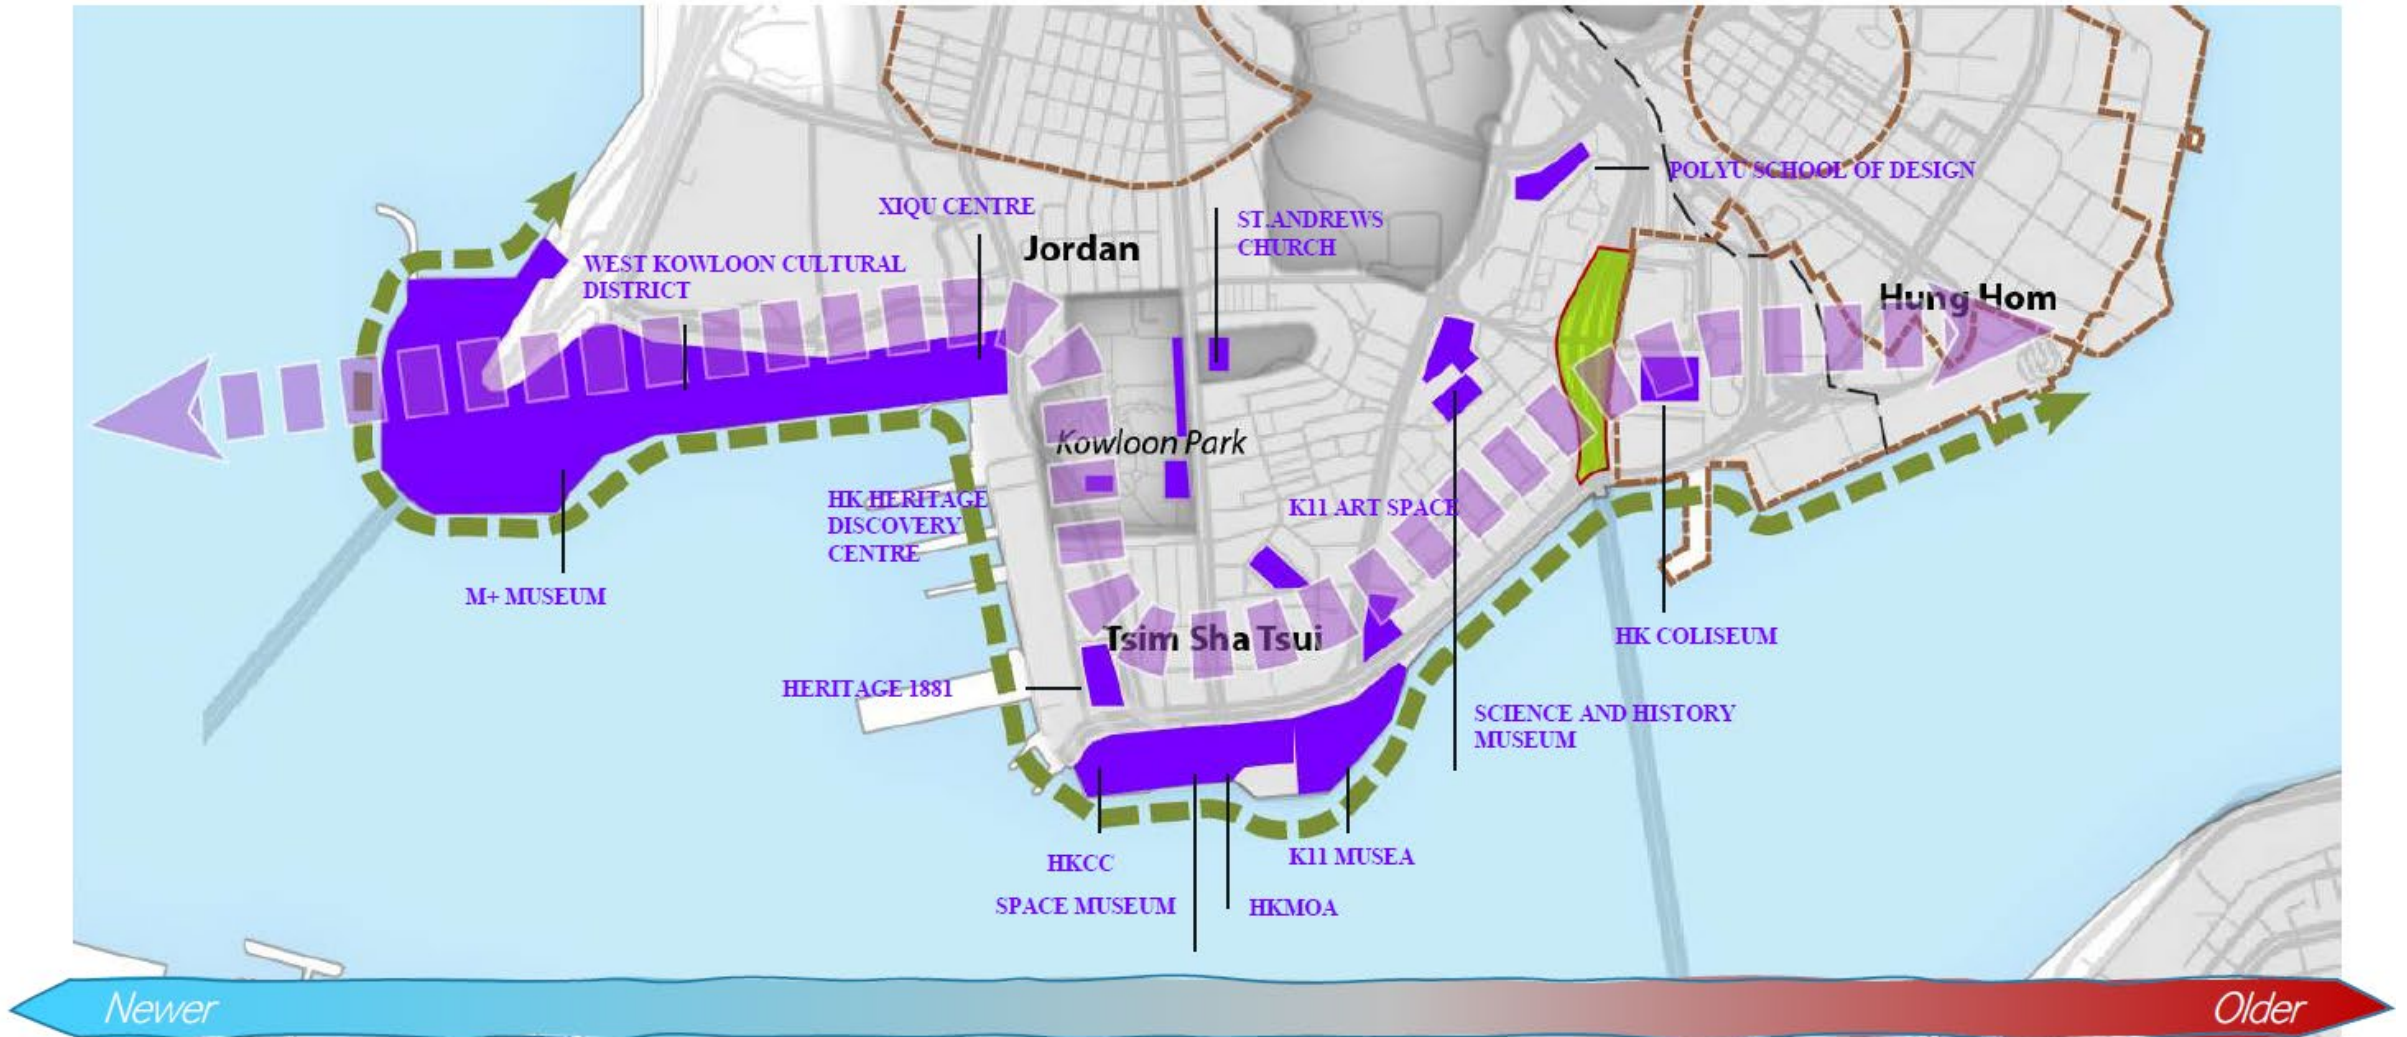 POLYU SCHOOL OF DESIGN
XIQU CENTRE
ST.ANDREWS
CHURCH
Jordan
WEST KOWLOON CULTURAL
DISTRICT
Hung Hom
Kowloon Park
HK HERITAGE
DISCOVERY
CENTRE
K11 ART SPACE
M+ MUSEUM
Tsim Sha Tsui
HK COLISEUM
HERITAGE 1881
SCIENCE AND HISTORY
MUSEUM
HKCC
K11 MUSEA
SPACE MUSEUM
HKMOA
Newer
Older